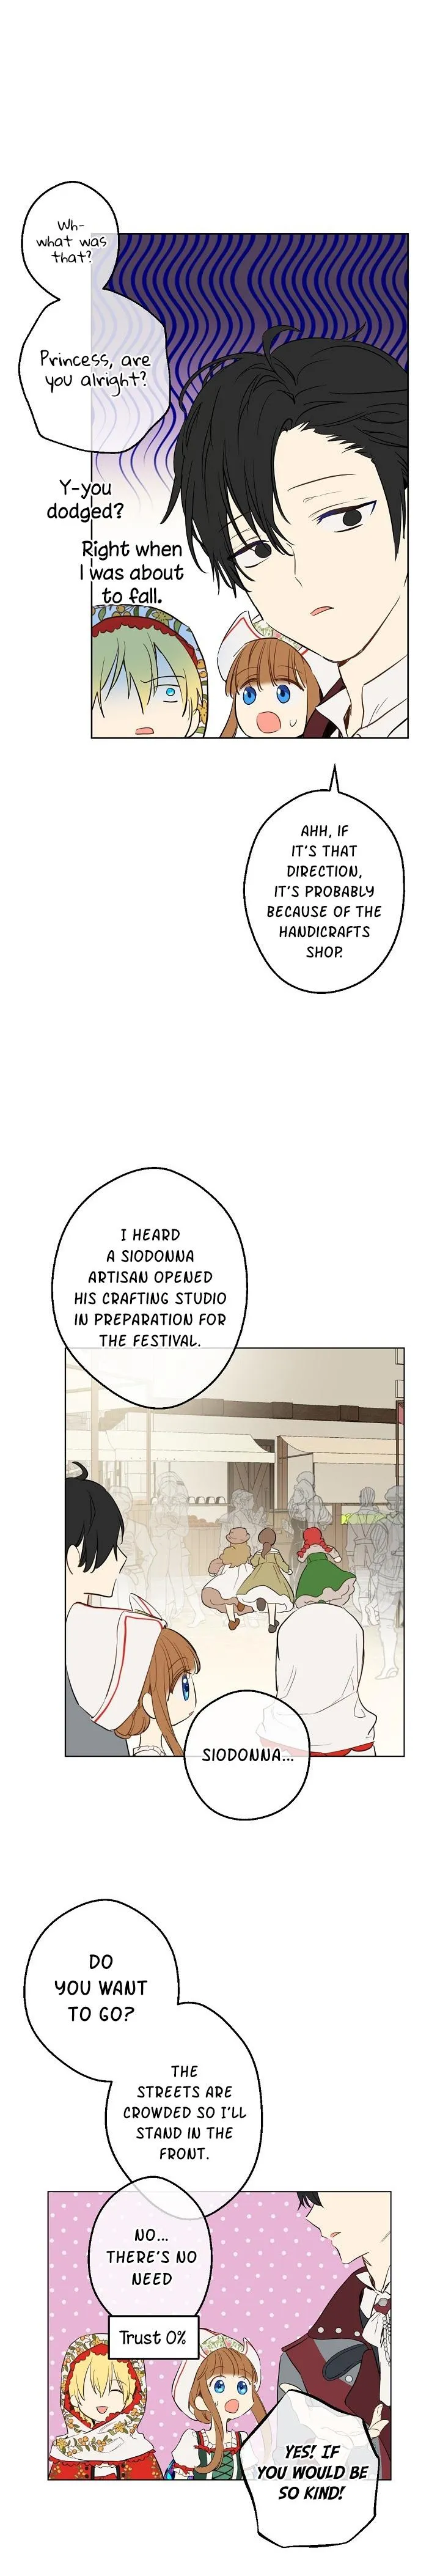 Wh-
what was
that?
Princess, are
you alright?
Y-you
dodged?
Right when
I was about
to fall.
AHH, IF
IT'S THAT
DIRECTION,
IT'S PROBABLY
BECAUSE OF THE
HANDICRAFTS
SHOP.
I HEARD
A SIODONNA
ARTISAN OPENED
HIS CRAFTING STUDIO
IN PREPARATION FOR
THE FESTIVAL.
SIODONNA...
DO
YOU WANT
TO GO?
THE
STREETS ARE
CROWDED SO I'LL
STAND IN THE
FRONT.
NO...
THERE'S NO
NEED
Trust 0%
YES! IF
YOU WOULD BE
SO KIND!